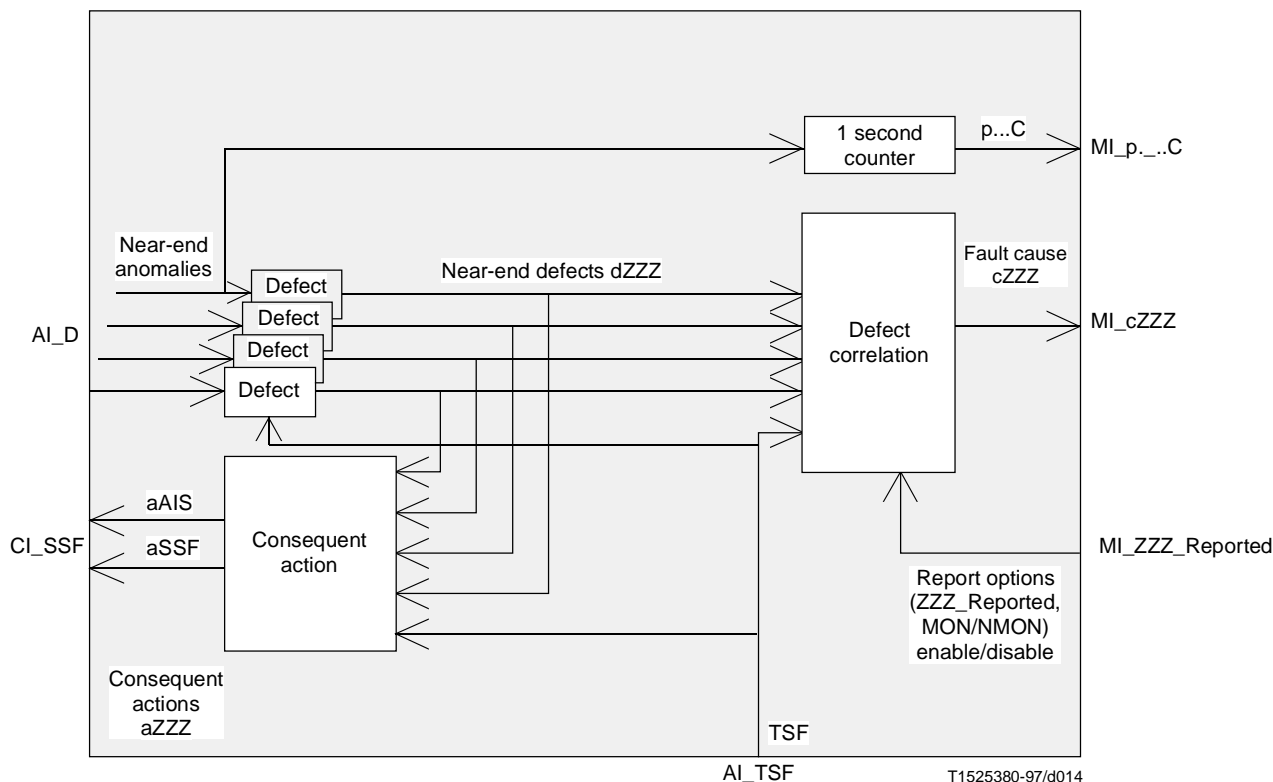 1 second
counter
p...C
MI_p._..C
Near-end
anomalies
Near-end defects dZZZ
Fault cause
cZZZ
Defect
Defect
Defect
Defect
AI_D
Defect
correlation
MI_cZZZ
aAIS
CI_SSF
aSSF
Consequent
action
MI_ZZZ_Reported
Report options
(ZZZ_Reported,
MON/NMON)
enable/disable
Consequent
actions
aZZZ
TSF
AI_TSF
T1525380-97/d014